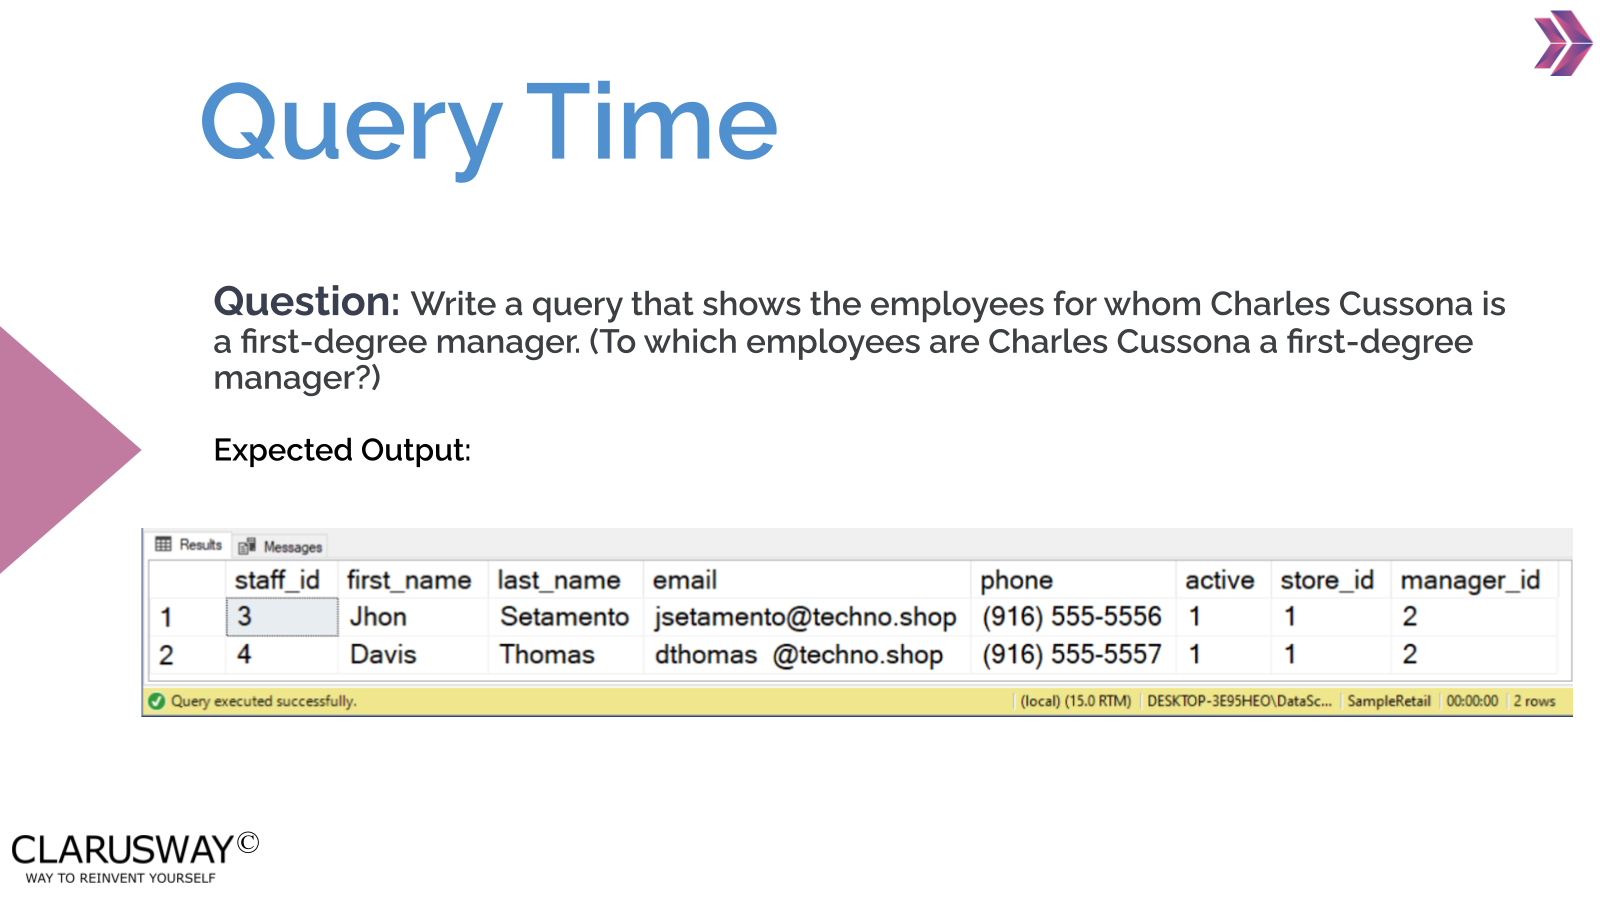 Query Time
Question: Write a query that shows the employees for whom Charles Cussona is
a first-degree manager. (To which employees are Charles Cussona a first-degree
manager?)
Expected Output:
Results Messages
staff_id first_name last_name email phone active store_id manager_id
1 3 Jhon Setamento jsetamento@techno.shop (916) 555-5556 1 1 2
2 4 Davis Thomas dthomas @techno.shop (916) 555-5557 1 1 2
Query executed successfully. (local) (15.0 RTM) DESKTOP-3E95HEO\DataSc... SampleRetail 00:00:00 2 rows
CLARUSWAY©
WAY TO REINVENT YOURSELF